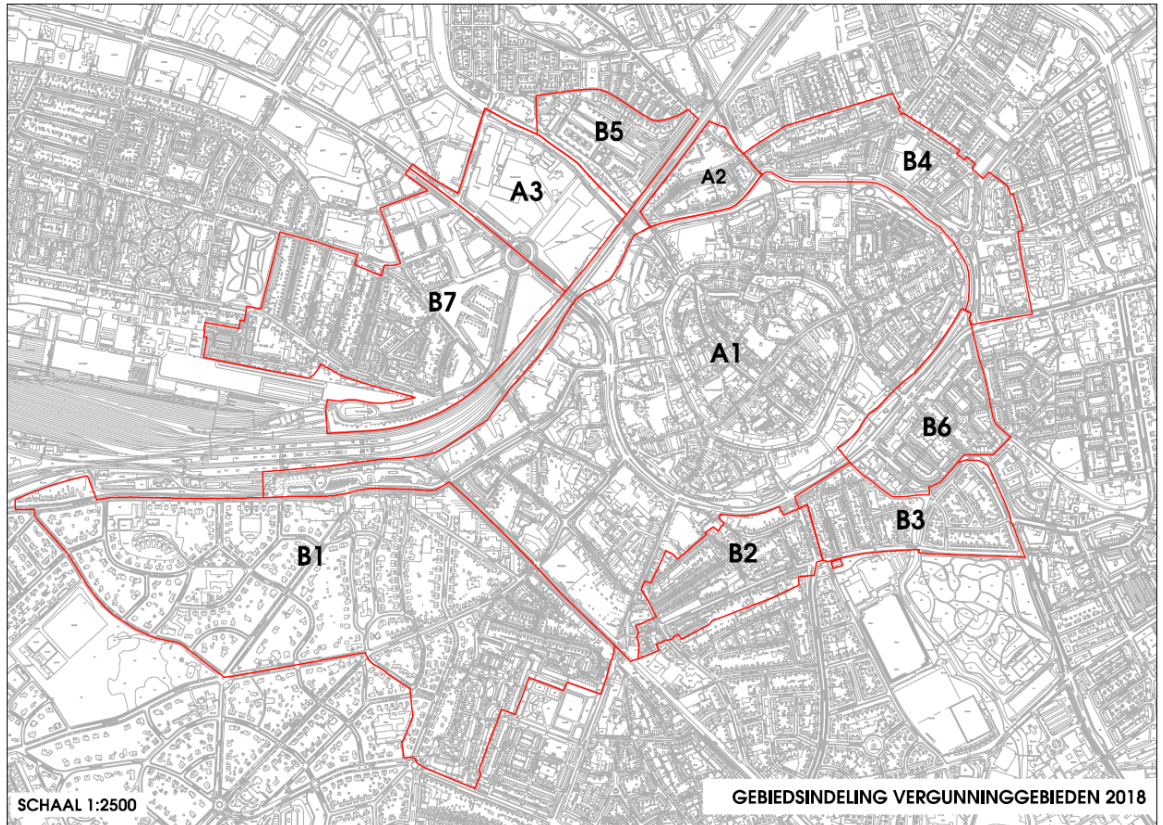 B5
B4
A2
A3
B7
A1
B6
B3
B2
B1
SCHAAL 1:2500
GEBIEDSINDELING VERGUNNINGGEBIEDEN 2018